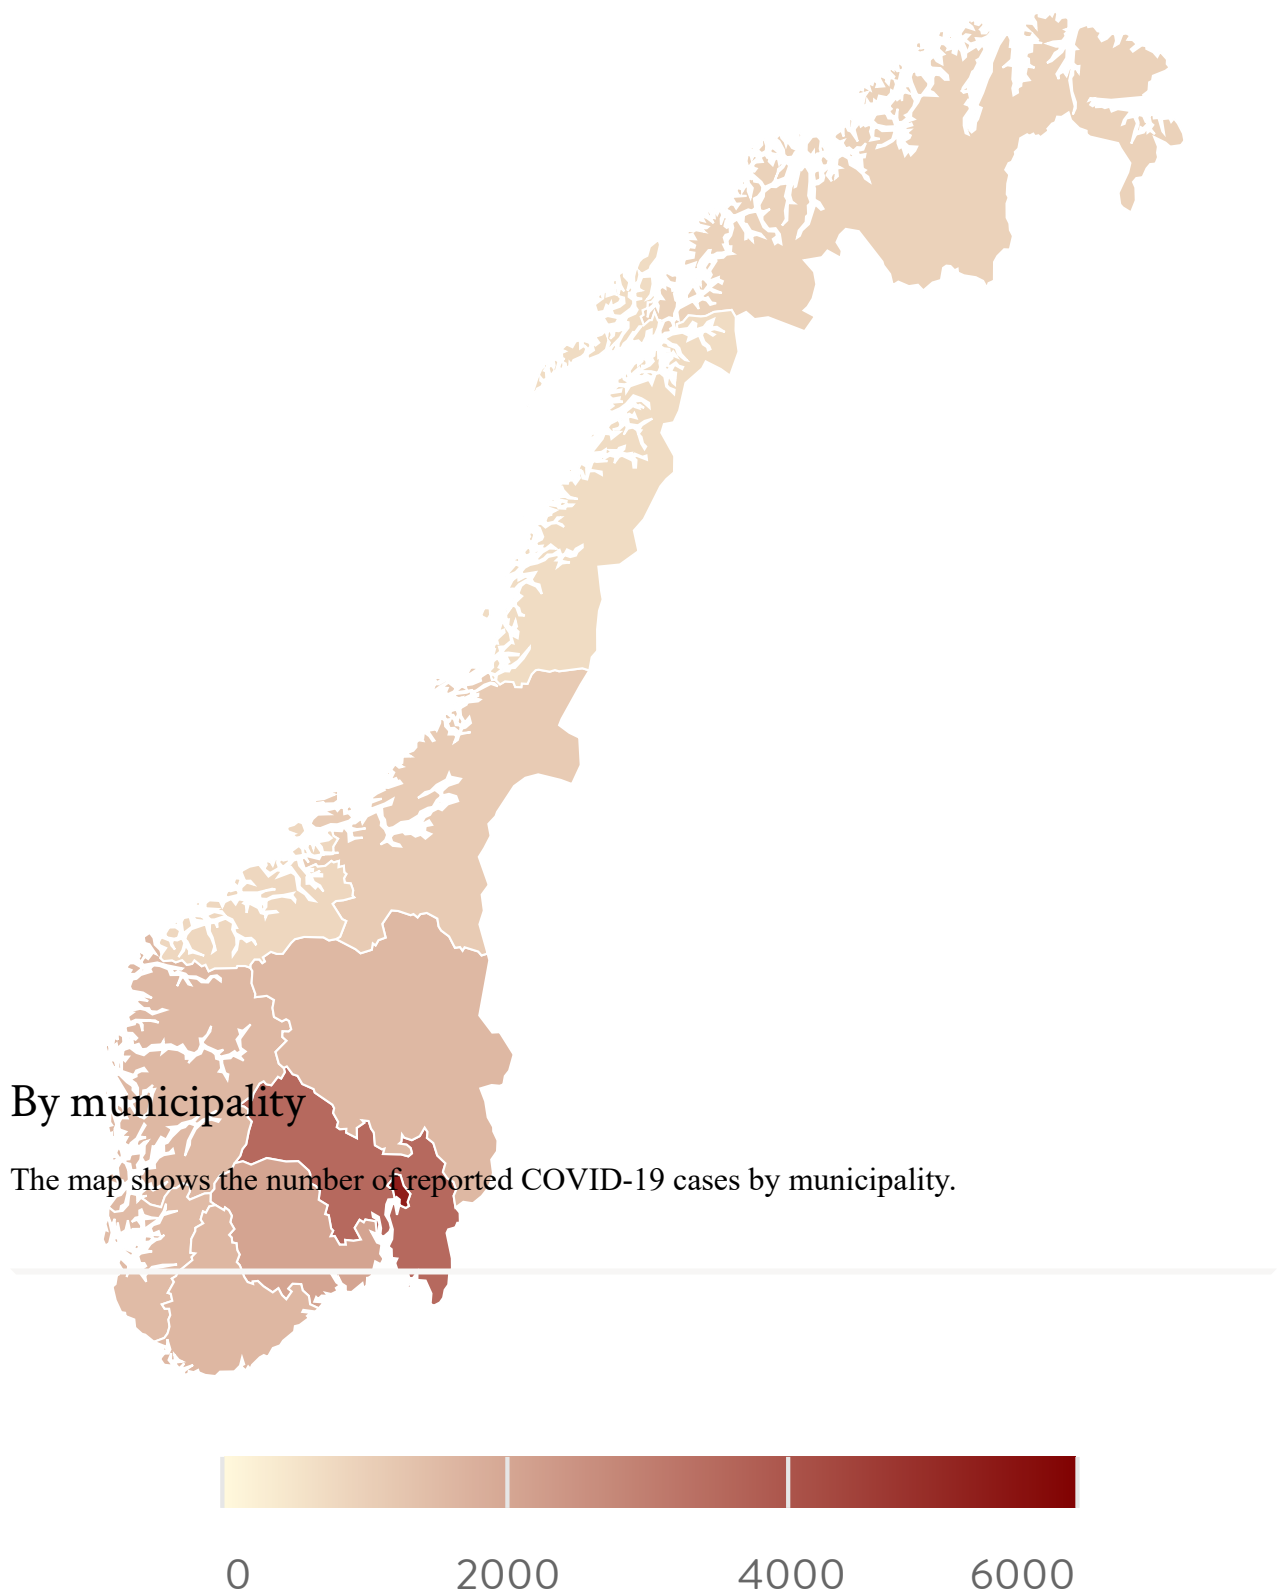 By municipality
The map shows the number of reported COVID-19 cases by municipality.
0 2000 4000 6000